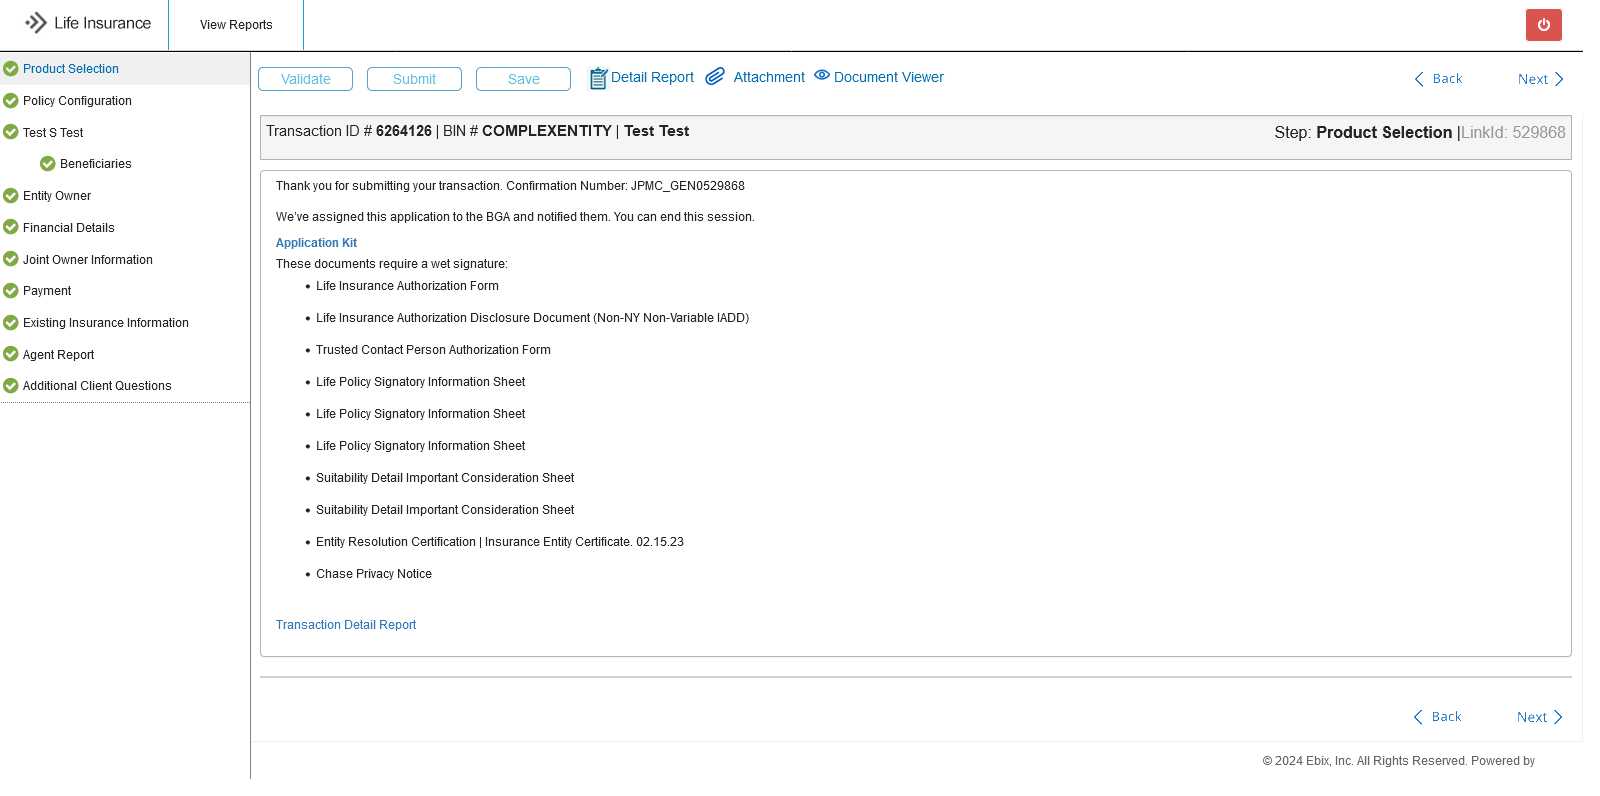 Life Insurance
View Reports
Product Selection
Policy Configuration
Test S Test
Beneficiaries
Entity Owner
Financial Details
Joint Owner Information
Payment
Existing Insurance Information
Agent Report
Additional Client Questions
Validate
Submit
Save
Detail Report
Attachment
Document Viewer
Back
Next
Transaction ID # 6264126 | BIN # COMPLEXENTITY | Test Test
Step: Product Selection |LinkId: 529868
Thank you for submitting your transaction. Confirmation Number: JPMC_GEN0529868
We've assigned this application to the BGA and notified them. You can end this session.
Application Kit
These documents require a wet signature:
• Life Insurance Authorization Form
• Life Insurance Authorization Disclosure Document (Non-NY Non-Variable IADD)
• Trusted Contact Person Authorization Form
• Life Policy Signatory Information Sheet
• Life Policy Signatory Information Sheet
• Life Policy Signatory Information Sheet
• Suitability Detail Important Consideration Sheet
• Suitability Detail Important Consideration Sheet
• Entity Resolution Certification | Insurance Entity Certificate. 02.15.23
• Chase Privacy Notice
Transaction Detail Report
Back
Next
© 2024 Ebix, Inc. All Rights Reserved. Powered by